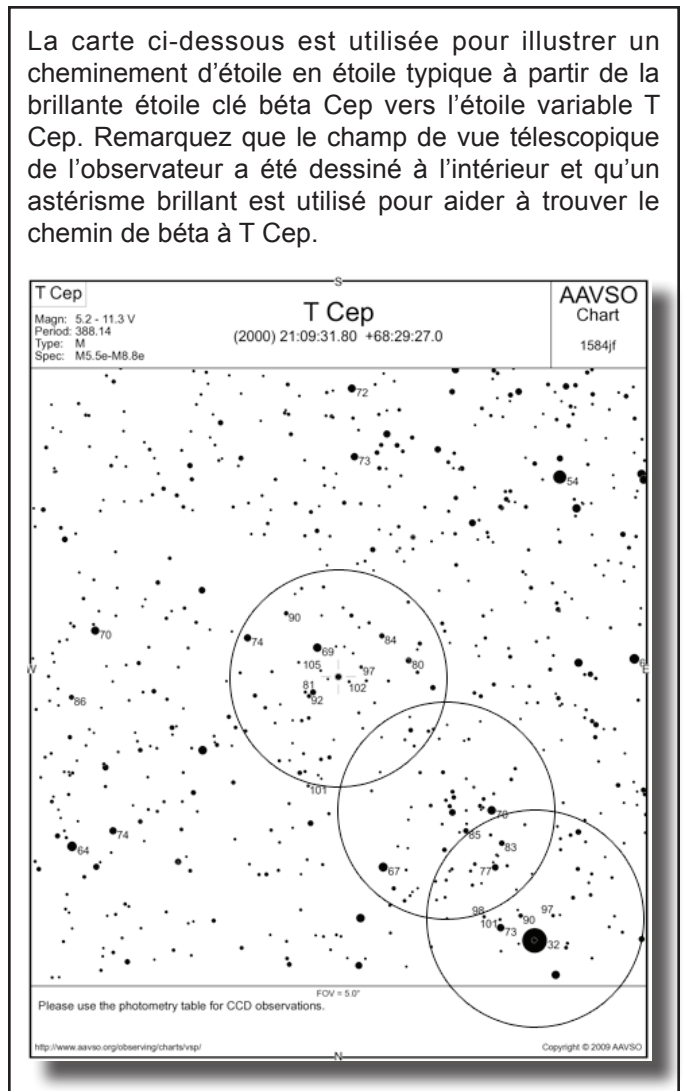 La carte ci-dessous est utilisée pour illustrer un
cheminement d’étoile en étoile typique à partir de la
brillante étoile clé béta Cep vers l’étoile variable T
Cep. Remarquez que le champ de vue télescopique
de l’observateur a été dessiné à l’intérieur et qu’un
astérisme brillant est utilisé pour aider à trouver le
chemin de béta à T Cep.
S
T Cep
Magn: 5.2 - 11.3 V
Period: 388.14
Type: M
Spec: M5.5e-M8.8e
T Cep
(2000) 21:09:31.80 +68:29:27.0
AAVSO
Chart
1584jf
72
73
54
90
70
74
69
84
105
97
80
W
E
81
102
86
92
101
85
83
74
64
67
77
98
90
97
101
73
32
FOV = 5.0°
Please use the photometry table for CCD observations.
http://www.aavso.org/observing/charts/vsp/
Copyright © 2009 AAVSO
N